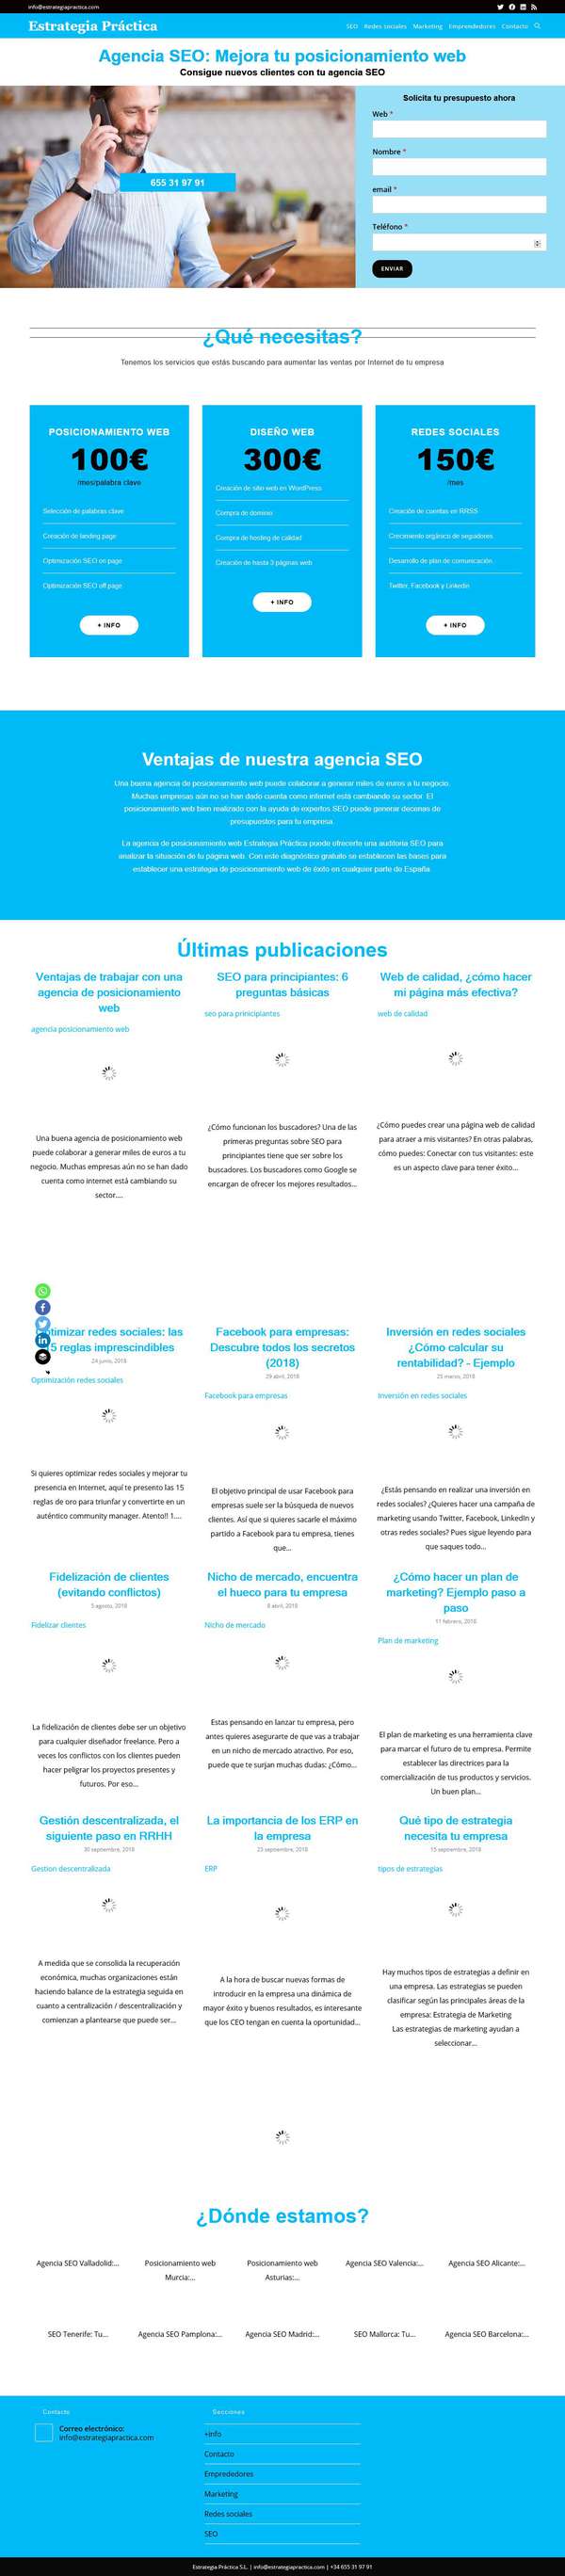 info@estrategiapractica.com
Estrategia Práctica
SEO Redes sociales Marketing Emprendedores Contacto
Agencia SEO: Mejora tu posicionamiento web
Consigue nuevos clientes con tu agencia SEO
655 31 97 91
Solicita tu presupuesto ahora
Web *
Nombre *
email *
Teléfono *
ENVIAR
¿Qué necesitas?
Tenemos los servicios que estás buscando para aumentar las ventas por Internet de tu empresa
POSICIONAMIENTO WEB
100€
/mes/palabra clave
Selección de palabras clave
Creación de landing page
Optimización SEO on page
Optimización SEO off page
+ INFO
DISEÑO WEB
300€
Creación de sitio web en WordPress
Compra de dominio
Compra de hosting de calidad
Creación de hasta 3 páginas web
+ INFO
REDES SOCIALES
150€
/mes
Creación de cuentas en RRSS
Crecimiento orgánico de seguidores
Desarrollo de plan de comunicación
Twitter, Facebook y Linkedin
+ INFO
Ventajas de nuestra agencia SEO
Una buena agencia de posicionamiento web puede colaborar a generar miles de euros a tu negocio.
Muchas empresas aún no se han dado cuenta como internet está cambiando su sector. El
posicionamiento web bien realizado con la ayuda de expertos SEO puede generar decenas de
presupuestos para tu empresa.
La agencia de posicionamiento web Estrategia Práctica puede ofrecerte una auditoría SEO para
analizar la situación de tu página web. Con este diagnóstico gratuito se establecen las bases para
establecer una estrategia de posicionamiento web de éxito en cualquier parte de España.
Últimas publicaciones
Ventajas de trabajar con una
agencia de posicionamiento
web
agencia posicionamiento web
Una buena agencia de posicionamiento web
puede colaborar a generar miles de euros a tu
negocio. Muchas empresas aún no se han dado
cuenta como internet está cambiando su
sector....
SEO para principiantes: 6
preguntas básicas
seo para prinicipiantes
¿Cómo funcionan los buscadores? Una de las
primeras preguntas sobre SEO para
principiantes tiene que ser sobre los
buscadores. Los buscadores como Google se
encargan de ofrecer los mejores resultados...
Web de calidad, ¿cómo hacer
mi página más efectiva?
web de calidad
¿Cómo puedes crear una página web de calidad
para atraer a mis visitantes? En otras palabras,
cómo puedes: Conectar con tus visitantes: este
es un aspecto clave para tener éxito...
timizar redes sociales: las
5 reglas imprescindibles
24 junio, 2018
Optimización redes sociales
Si quieres optimizar redes sociales y mejorar tu
presencia en Internet, aquí te presento las 15
reglas de oro para triunfar y convertirte en un
auténtico community manager. Atento!! 1....
Facebook para empresas:
Descubre todos los secretos
(2018)
29 abril, 2018
Facebook para empresas
El objetivo principal de usar Facebook para
empresas suele ser la búsqueda de nuevos
clientes. Así que si quieres sacarle el máximo
partido a Facebook para tu empresa, tienes
que...
Inversión en redes sociales
¿Cómo calcular su
rentabilidad? - Ejemplo
25 marzo, 2018
Inversión en redes sociales
¿Estás pensando en realizar una inversión en
redes sociales? ¿Quieres hacer una campaña de
marketing usando Twitter, Facebook, LinkedIn y
otras redes sociales? Pues sigue leyendo para
que saques todo...
Fidelización de clientes
(evitando conflictos)
5 agosto, 2018
Fidelizar clientes
La fidelización de clientes debe ser un objetivo
para cualquier diseñador freelance. Pero a
veces los conflictos con los clientes pueden
hacer peligrar los proyectos presentes y
futuros. Por eso...
Nicho de mercado, encuentra
el hueco para tu empresa
8 abril, 2018
Nicho de mercado
Estas pensando en lanzar tu empresa, pero
antes quieres asegurarte de que vas a trabajar
en un nicho de mercado atractivo. Por eso,
puede que te surjan muchas dudas: ¿Cómo...
¿Cómo hacer un plan de
marketing? Ejemplo paso a
paso
11 febrero, 2018
Plan de marketing
El plan de marketing es una herramienta clave
para marcar el futuro de tu empresa. Permite
establecer las directrices para la
comercialización de tus productos y servicios.
Un buen plan...
Gestión descentralizada, el
siguiente paso en RRHH
30 septiembre, 2018
Gestion descentralizada
A medida que se consolida la recuperación
económica, muchas organizaciones están
haciendo balance de la estrategia seguida en
cuanto a centralización / descentralización y
comienzan a plantearse que puede ser...
La importancia de los ERP en
la empresa
23 septiembre, 2018
ERP
A la hora de buscar nuevas formas de
introducir en la empresa una dinámica de
mayor éxito y buenos resultados, es interesante
que los CEO tengan en cuenta la oportunidad...
Qué tipo de estrategia
necesita tu empresa
15 septiembre, 2018
tipos de estrategias
Hay muchos tipos de estrategias a definir en
una empresa. Las estrategias se pueden
clasificar según las principales áreas de la
empresa: Estrategia de Marketing
Las estrategias de marketing ayudan a
seleccionar...
¿Dónde estamos?
Agencia SEO Valladolid:...
Posicionamiento web
Murcia:...
Posicionamiento web
Asturias:...
Agencia SEO Valencia:...
Agencia SEO Alicante:...
SEO Tenerife: Tu...
Agencia SEO Pamplona:...
Agencia SEO Madrid:...
SEO Mallorca: Tu...
Agencia SEO Barcelona:...
Contacto
Correo electrónico:
info@estrategiapractica.com
Secciones
+Info
Contacto
Emprededores
Marketing
Redes sociales
SEO
Estrategia Práctica S.L. | info@estrategiapractica.com | +34 655 31 97 91